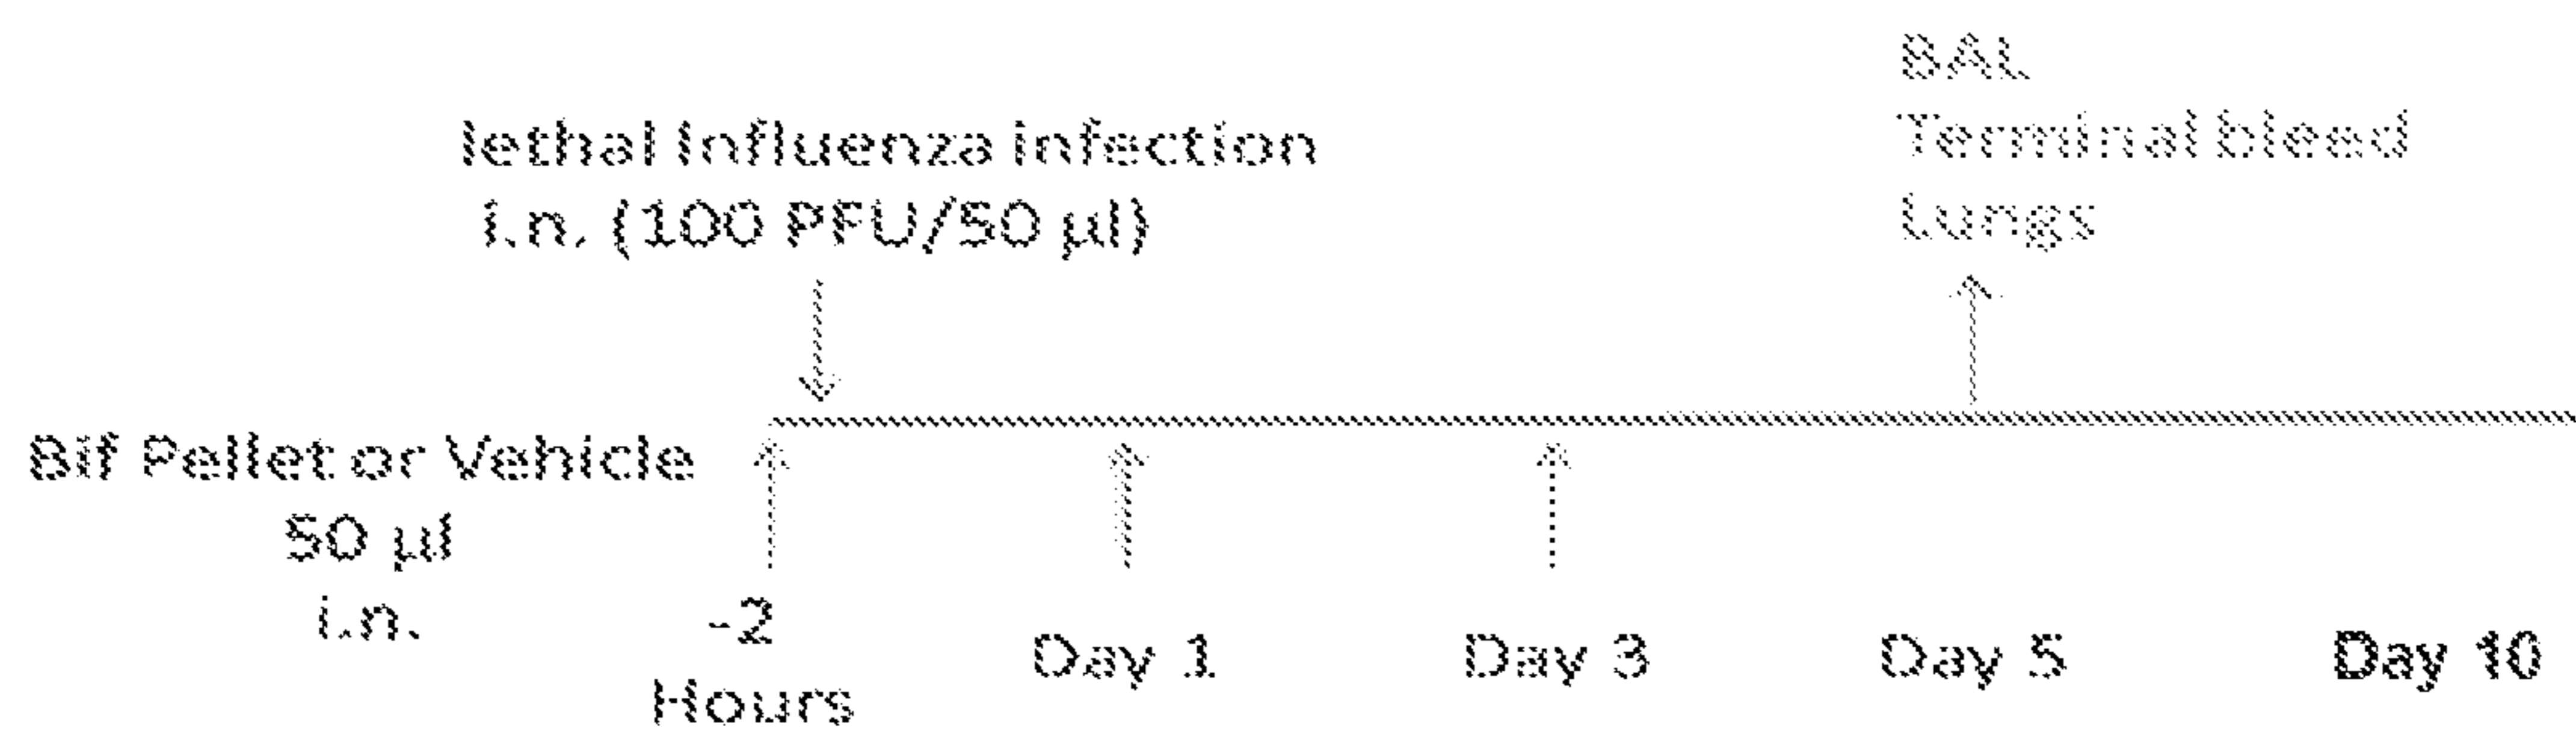 BAL
Terminal bleed
Lungs
lethal Influenza infection
i.n. (100 PFU/50 µl)
Bif Pellet or Vehicle
50 µl
i.n.
-2
Hours
Day 1
Day 3
Day 5
Day 10